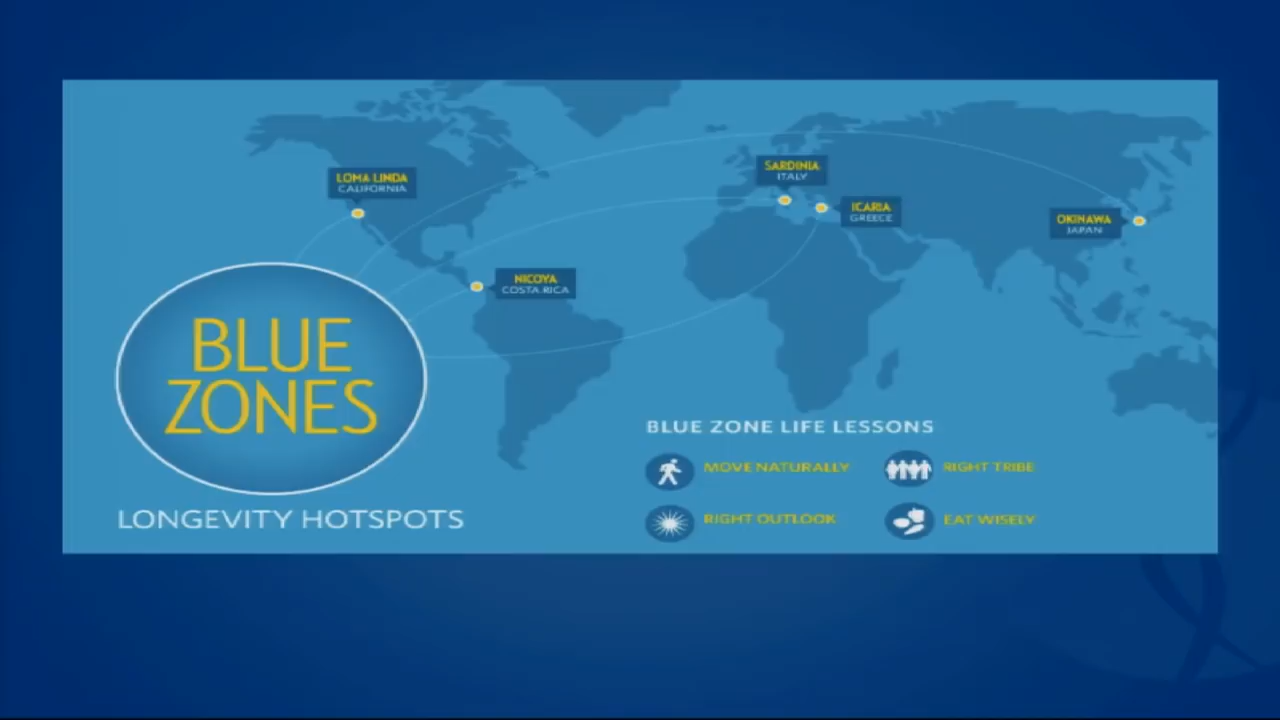 LOMA LINDA
CALIFORNIA
SARDINIA
ITALY
ICARIA
GREECE
OKINAWA
JAPAN
NICOYA
COSTA RICA
BLUE
ZONES
LONGEVITY HOTSPOTS
BLUE ZONE LIFE LESSONS
MOVE NATURALLY
RIGHT TRIBE
RIGHT OUTLOOK
EAT WISELY